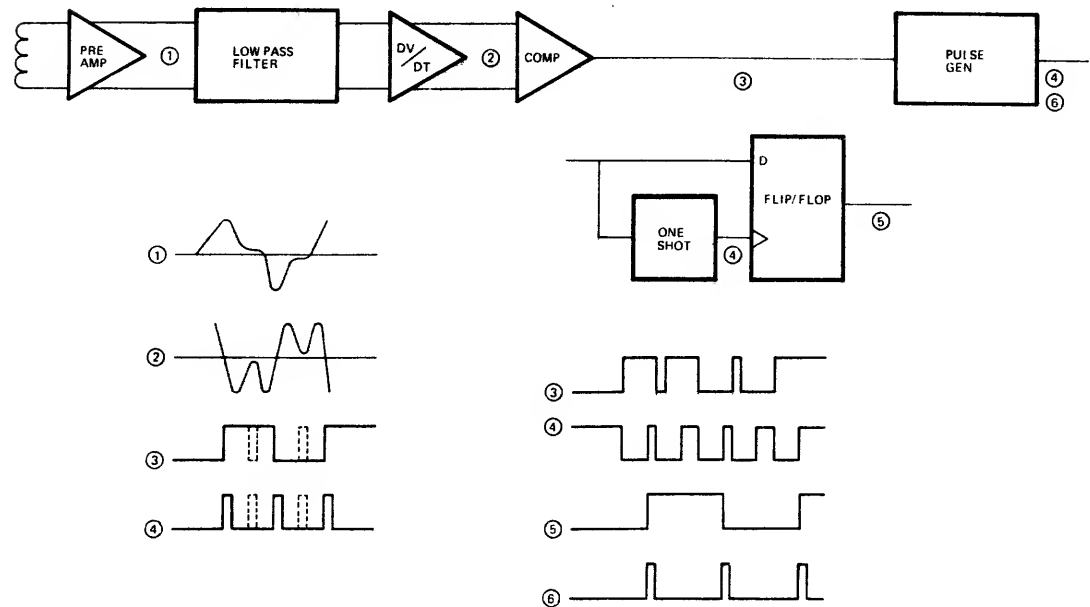 PRE
AMP
①
LOW PASS
FILTER
DV/DT
②
COMP
③
PULSE
GEN
④
⑥
D
FLIP/FLOP
⑤
ONE
SHOT
④
①
②
③
④
③
④
⑤
⑥